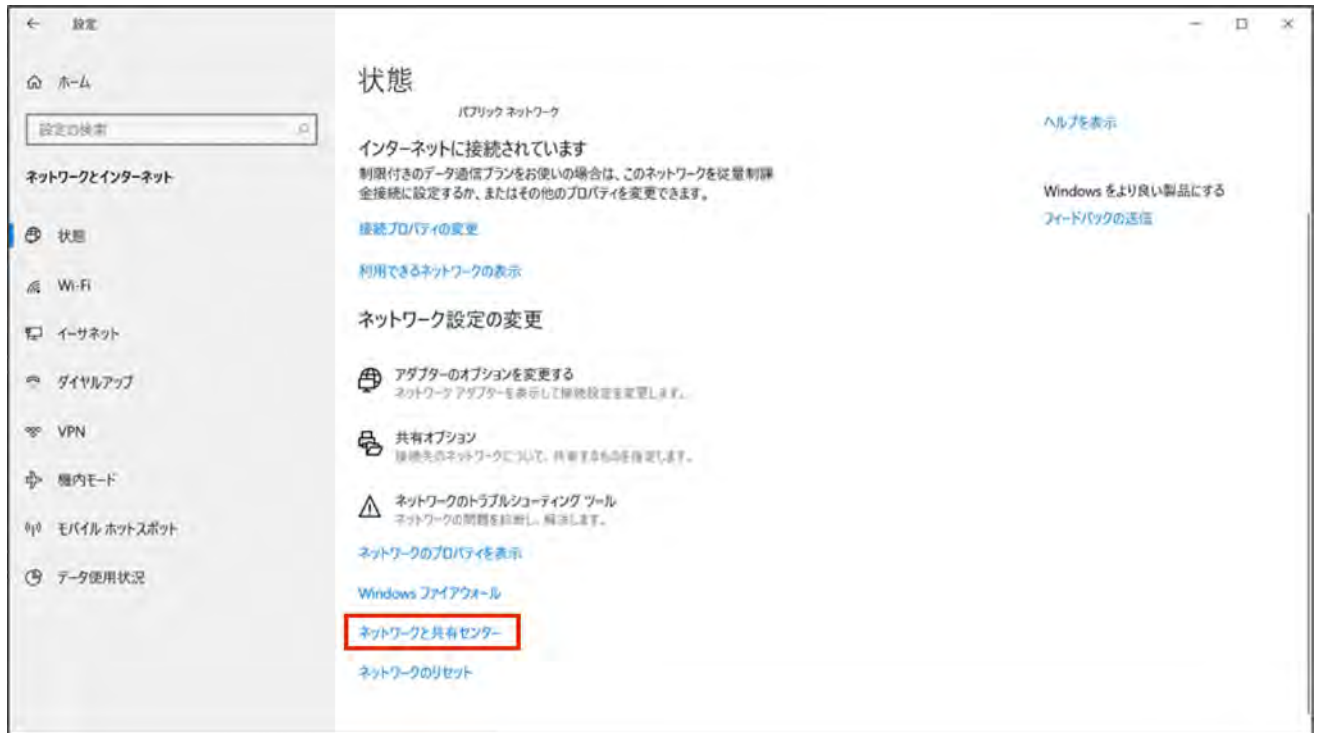 設定
ホーム
設定の検索
ネットワークとインターネット
状態
Wi-Fi
イーサネット
ダイヤルアップ
VPN
機内モード
モバイル ホットスポット
データ使用状況
状態
パブリック ネットワーク
インターネットに接続されています
制限付きのデータ通信プランをお使いの場合は、このネットワークを従量制課
金接続に設定するか、またはその他のプロパティを変更できます。
接続プロパティの変更
利用できるネットワークの表示
ネットワーク設定の変更
アダプターのオプションを変更する
ネットワーク アダプターを表示して接続設定を変更します。
共有オプション
接続先のネットワークについて、共有するものを指定します。
ネットワークのトラブルシューティング ツール
ネットワークの問題を診断し、解決します。
ネットワークのプロパティを表示
Windows ファイアウォール
ネットワークと共有センター
ネットワークのリセット
ヘルプを表示
Windows をより良い製品にする
フィードバックの送信